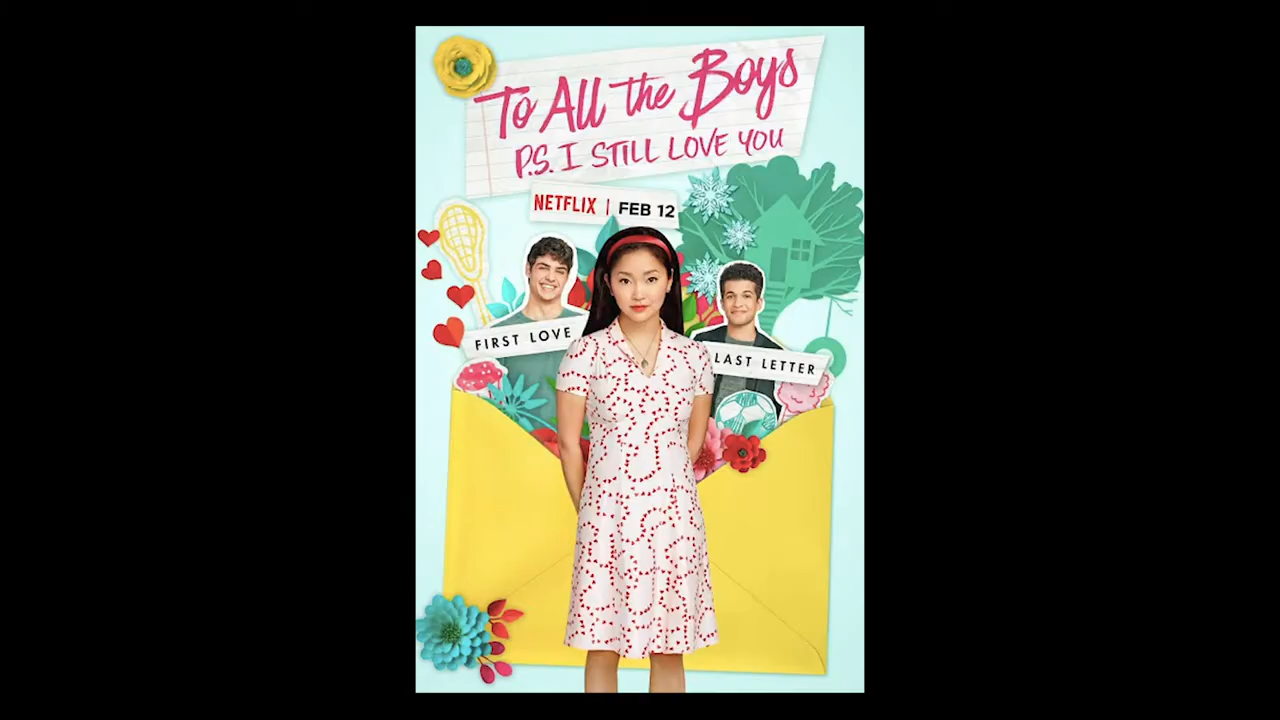 To All the Boys
P.S. I STILL LOVE YOU
NETFLIX | FEB 12
FIRST LOVE
LAST LETTER